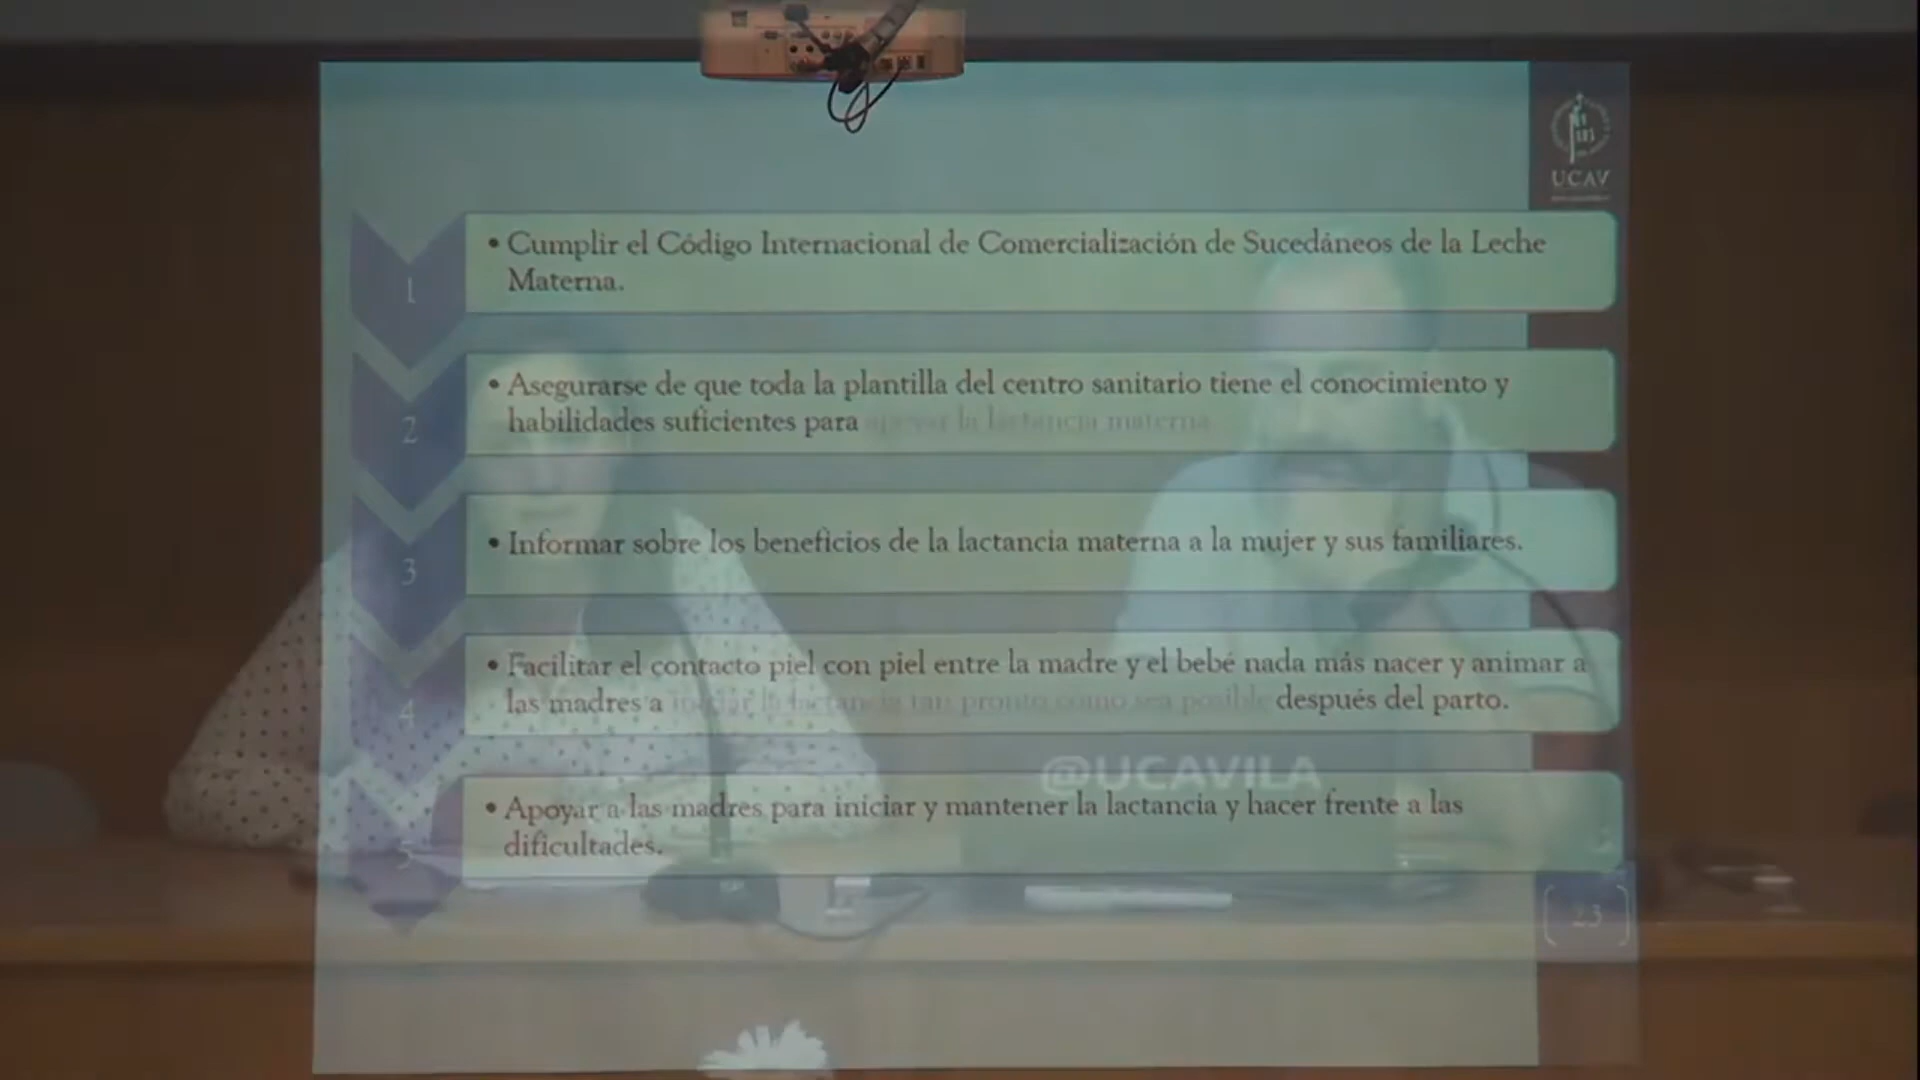 UCAV
1
• Cumplir el Código Internacional de Comercialización de Sucedáneos de la Leche
Materna.
2
• Asegurarse de que toda la plantilla del centro sanitario tiene el conocimiento y
habilidades suficientes para apoyar la lactancia materna.
3
• Informar sobre los beneficios de la lactancia materna a la mujer y sus familiares.
4
• Facilitar el contacto piel con piel entre la madre y el bebé nada más nacer y animar a
las madres a iniciar la lactancia tan pronto como sea posible después del parto.
@UCAVILA
5
• Apoyar a las madres para iniciar y mantener la lactancia y hacer frente a las
dificultades.
23